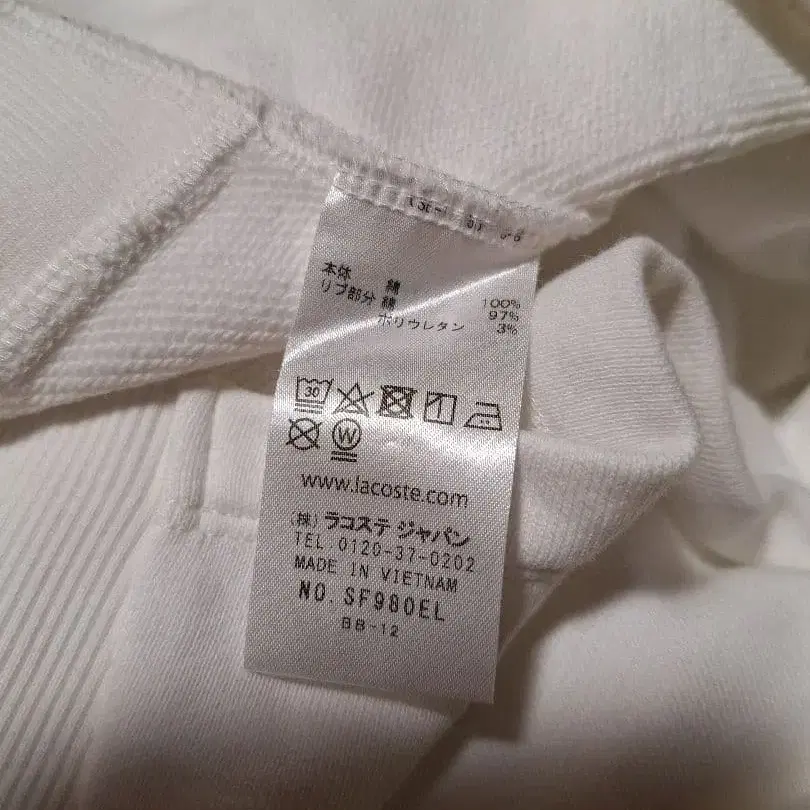 本体 綿 100%
リブ部分 綿 97%
ポリウレタン 3%
30
W
www.lacoste.com
(株) ラコステ ジャパン
TEL 0120-37-0202
MADE IN VIETNAM
NO. SF980EL
BB-12